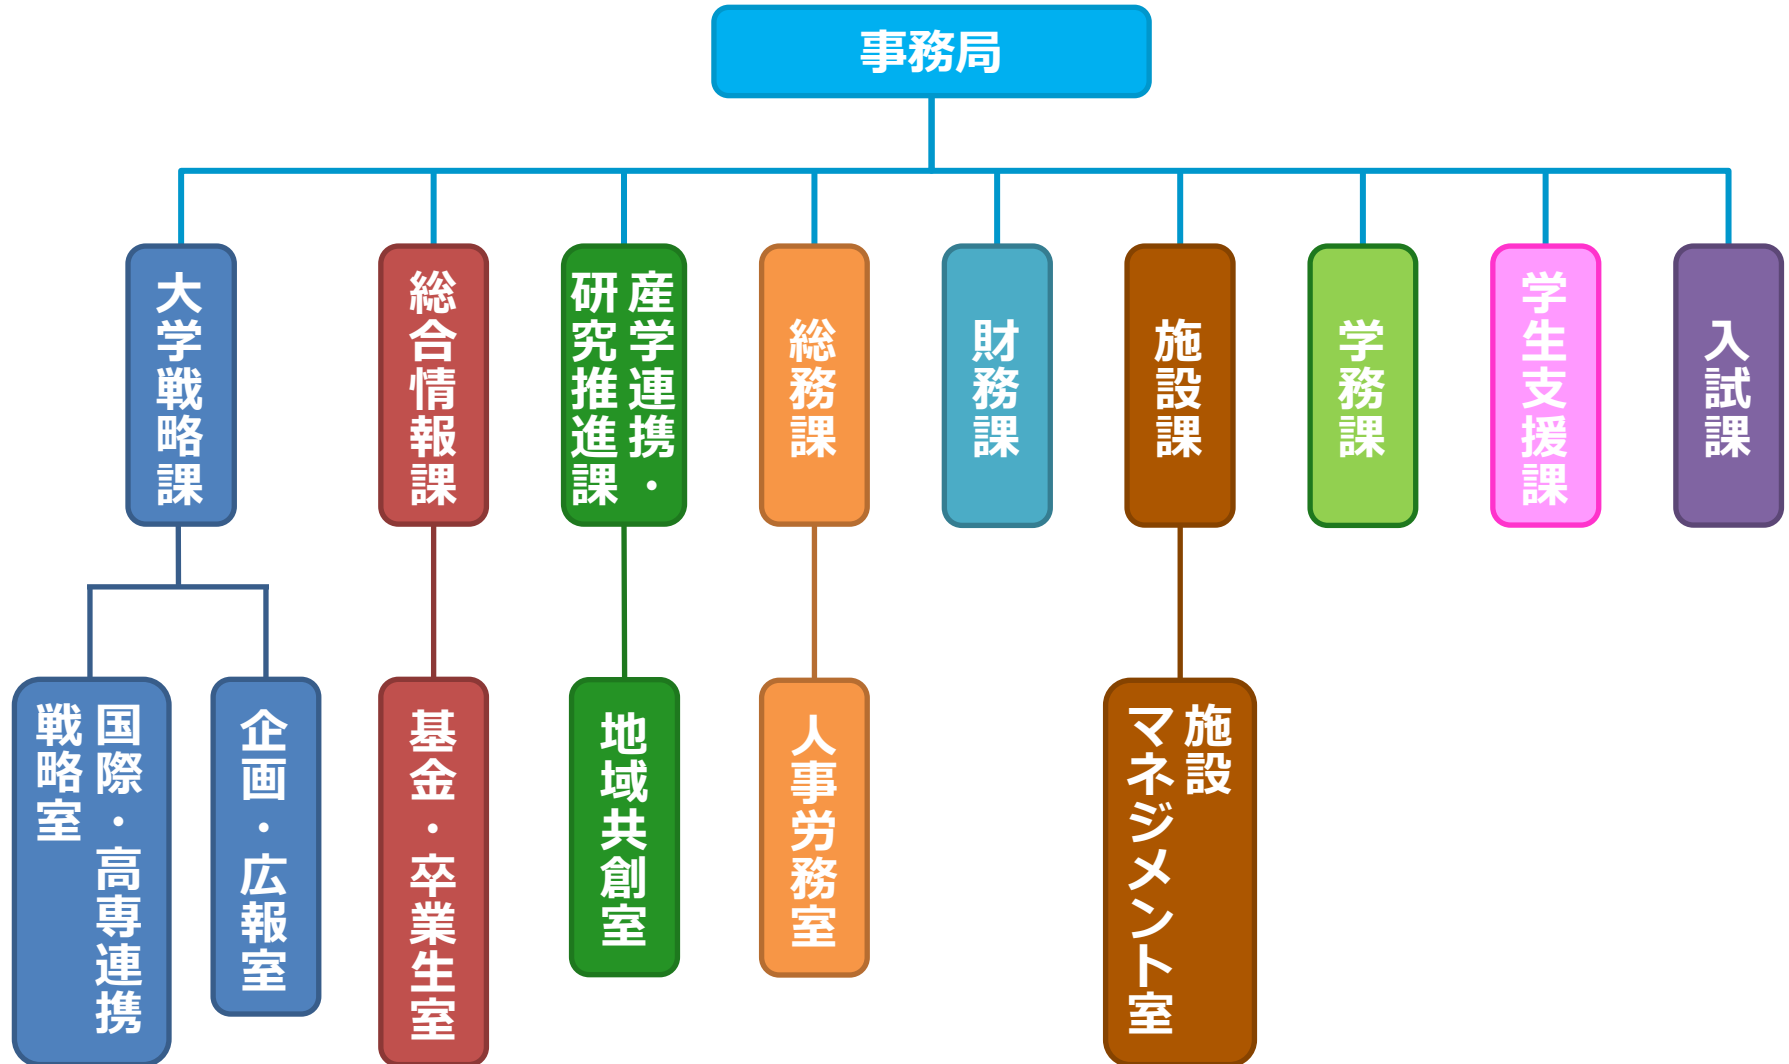 事務局
大学戦略課
総合情報課
産学連携・
研究推進課
総務課
財務課
施設課
学務課
学生支援課
入試課
国際・高専連携
戦略室
企画・広報室
基金・卒業生室
地域共創室
人事労務室
施設
マネジメント室